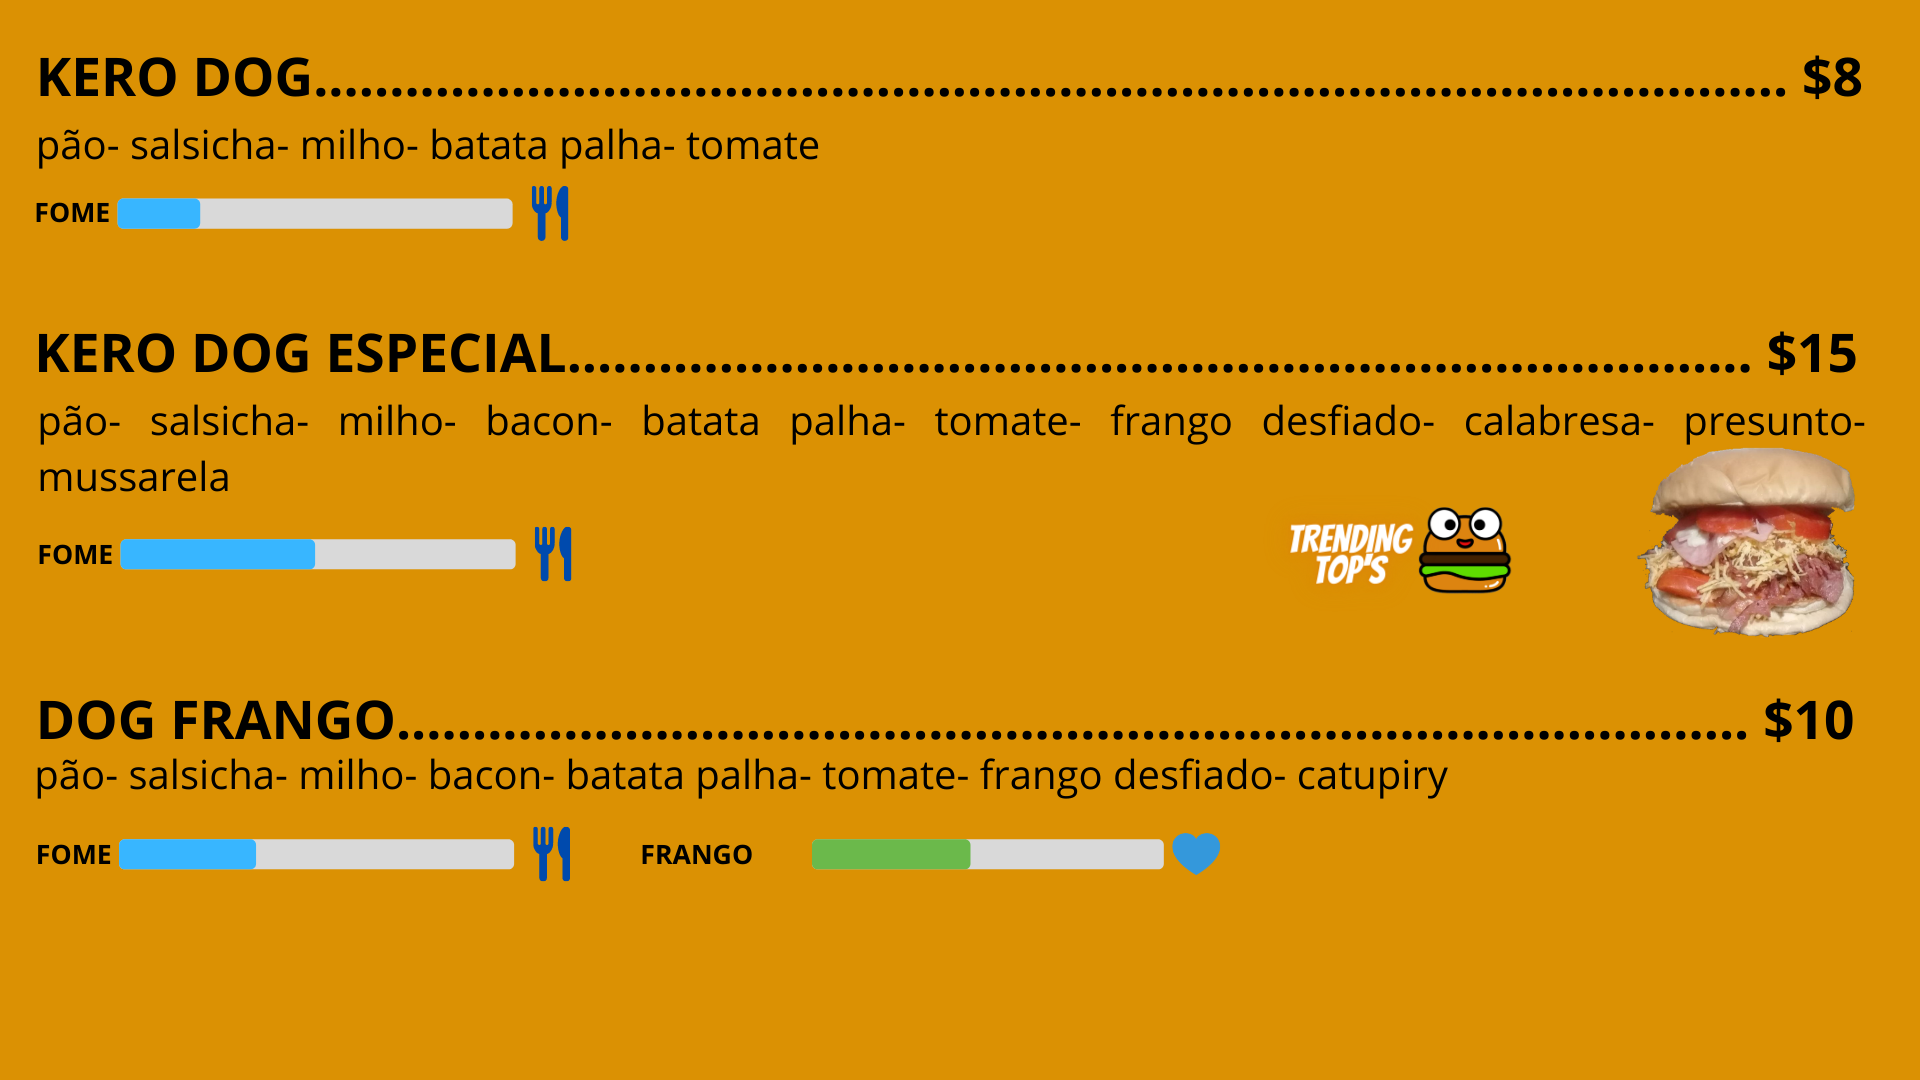 KERO DOG................................................................................................. $8
pão- salsicha- milho- batata palha- tomate
FOME
KERO DOG ESPECIAL.............................................................................. $15
pão- salsicha- milho- bacon- batata palha- tomate- frango desfiado- calabresa- presunto-
mussarela
FOME
TRENDING
TOP'S
DOG FRANGO......................................................................................... $10
pão- salsicha- milho- bacon- batata palha- tomate- frango desfiado- catupiry
FOME FRANGO